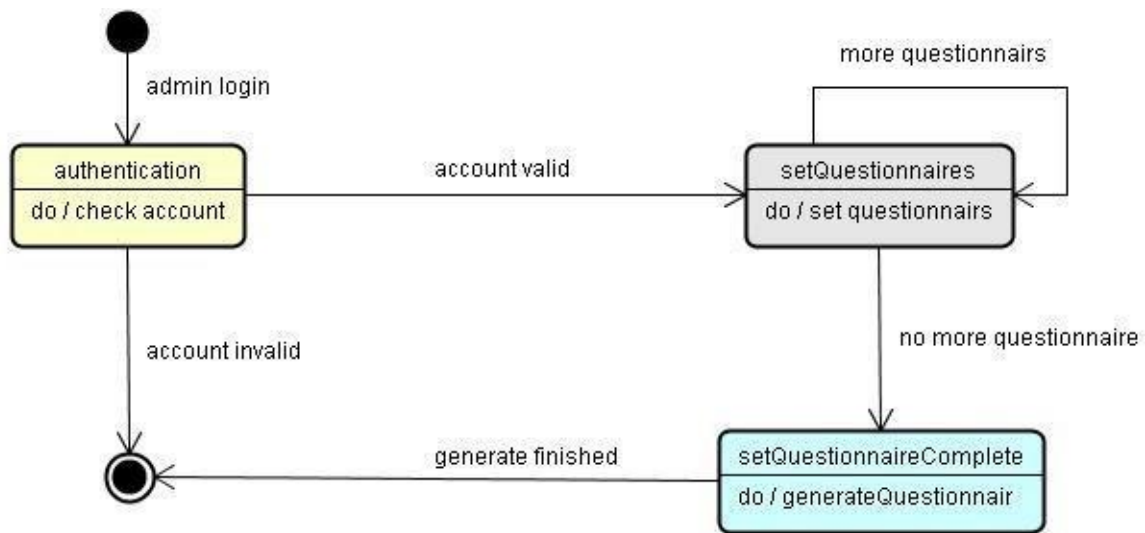 more questionnairs
admin login
authentication
do / check account
account valid
setQuestionnaires
do / set questionnairs
account invalid
no more questionnaire
generate finished
setQuestionnaireComplete
do / generateQuestionnair